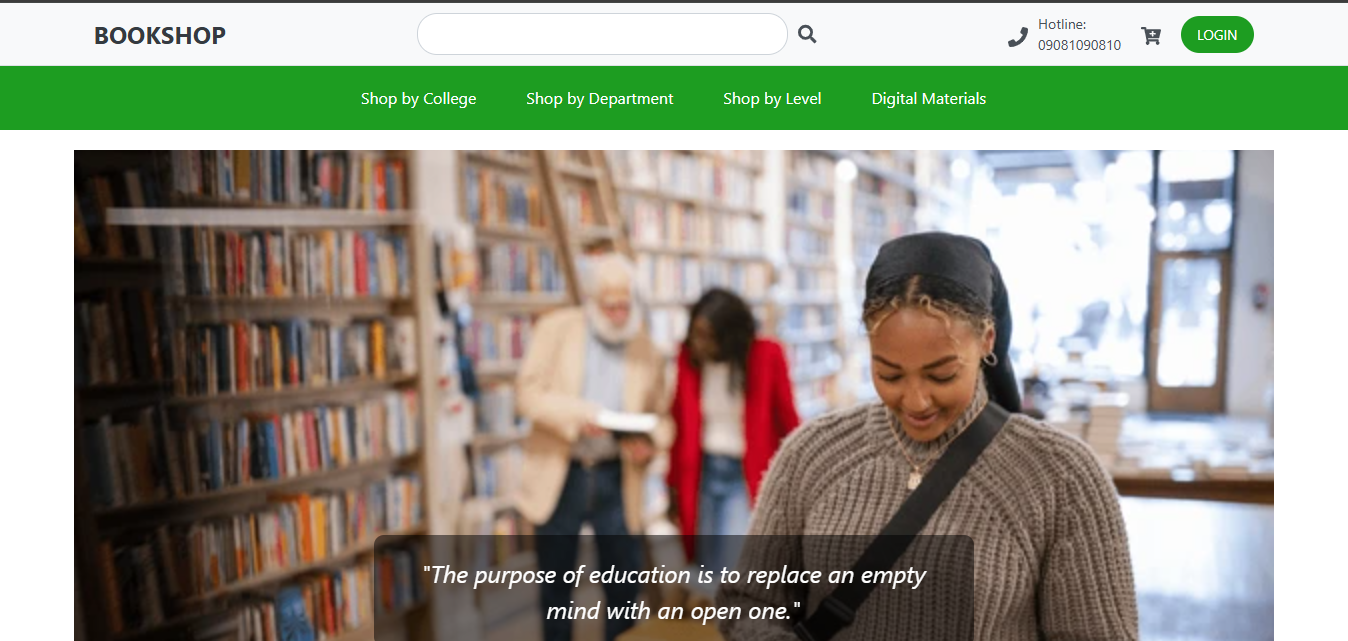 BOOKSHOP
Hotline:
09081090810
LOGIN
Shop by College
Shop by Department
Shop by Level
Digital Materials
"The purpose of education is to replace an empty
mind with an open one."